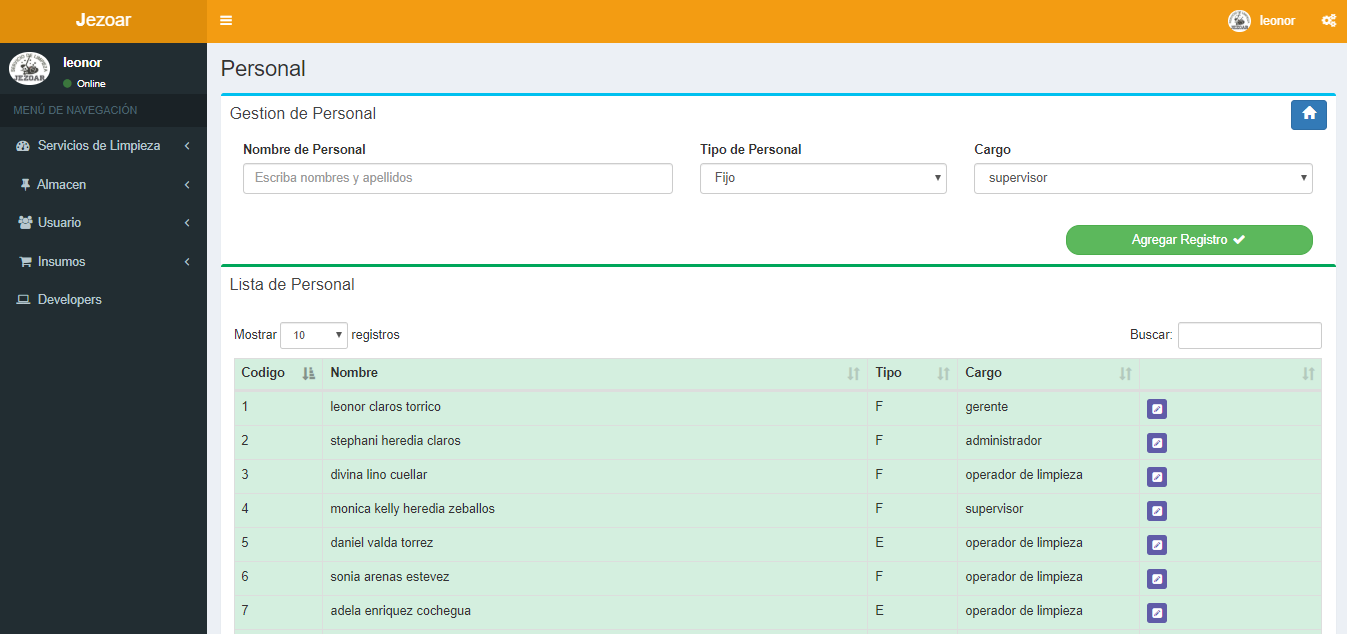 Jezoar
leonor
leonor
Online
MENÚ DE NAVEGACIÓN
Servicios de Limpieza
Almacen
Usuario
Insumos
Developers
Personal
Gestion de Personal
Nombre de Personal Tipo de Personal Cargo
Escriba nombres y apellidos Fijo supervisor
Agregar Registro
Lista de Personal
Mostrar 10 registros Buscar:
Codigo Nombre Tipo Cargo
1 leonor claros torrico F gerente
2 stephani heredia claros F administrador
3 divina lino cuellar F operador de limpieza
4 monica kelly heredia zeballos F supervisor
5 daniel valda torrez E operador de limpieza
6 sonia arenas estevez F operador de limpieza
7 adela enriquez cochegua E operador de limpieza